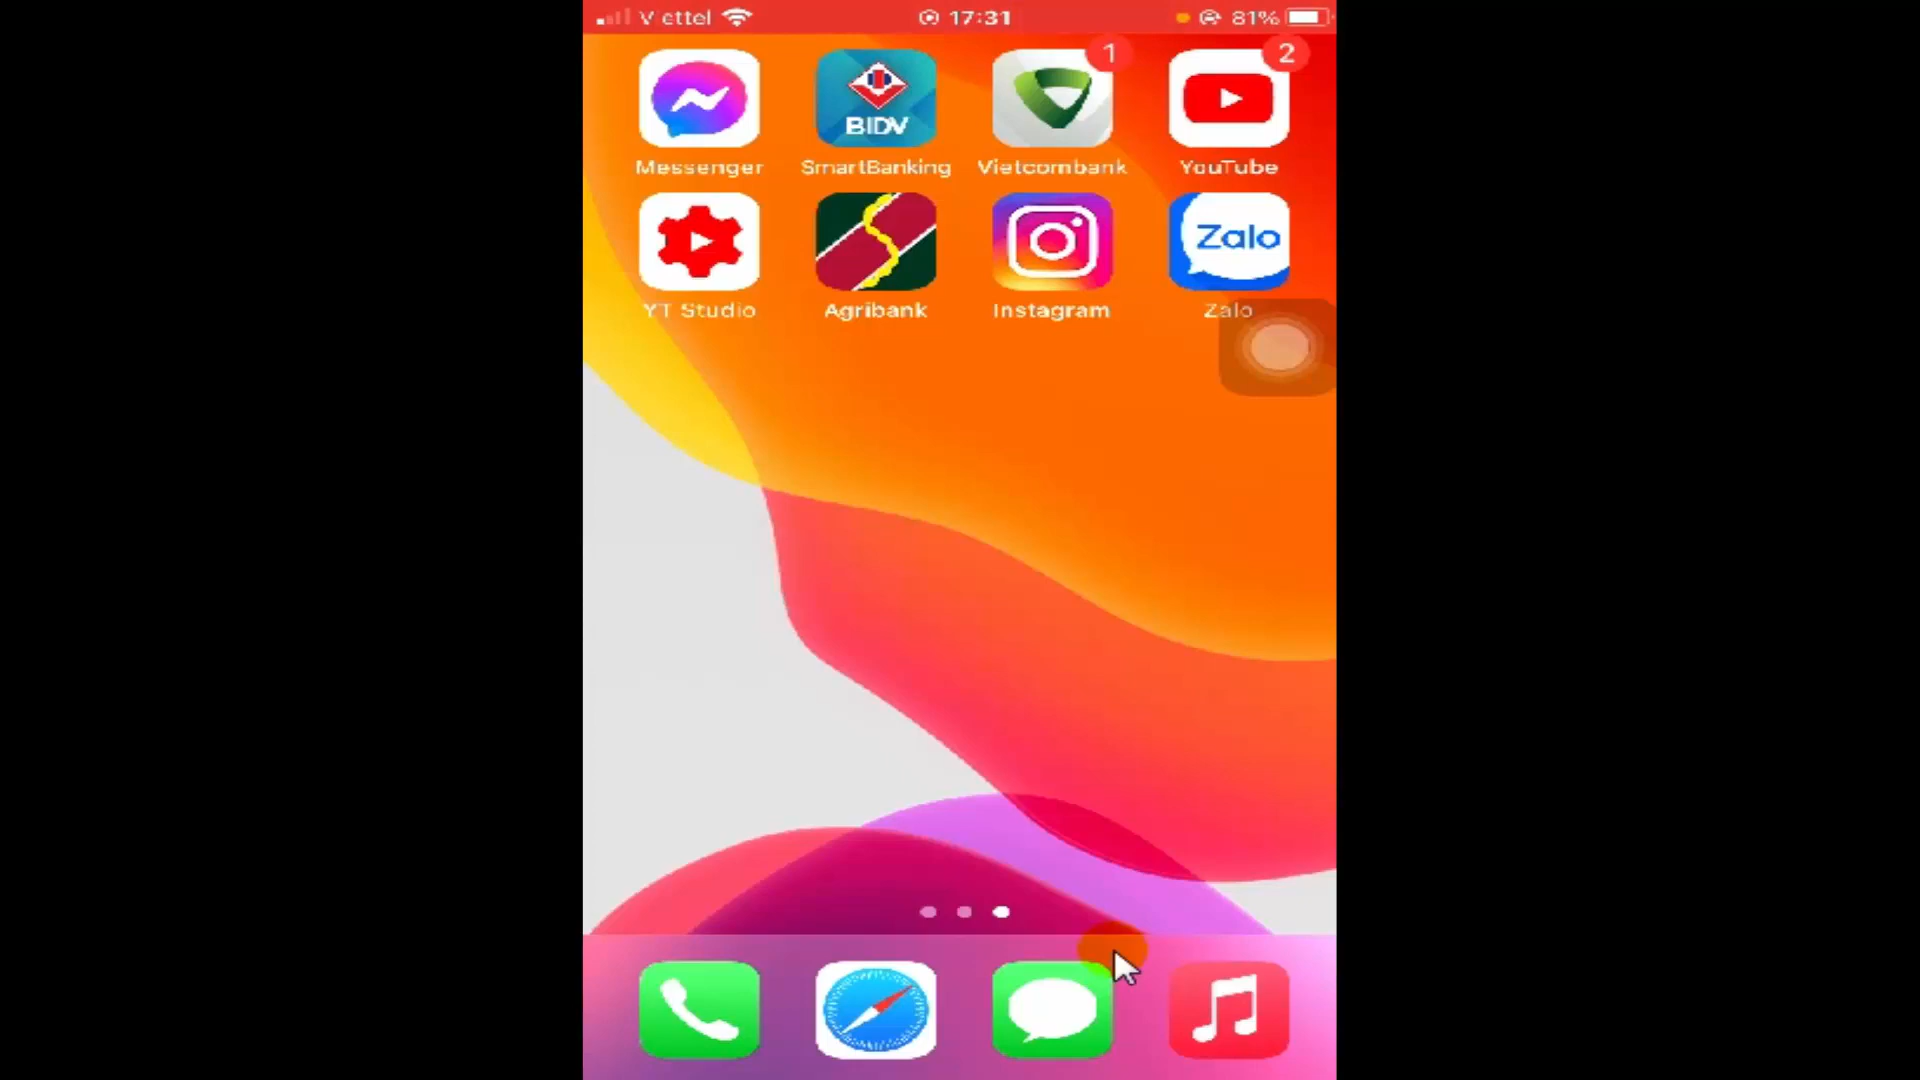 Viettel 17:31 81%
1 2
BIDV
Messenger SmartBanking Vietcombank YouTube
Zalo
YT Studio Agribank Instagram Zalo